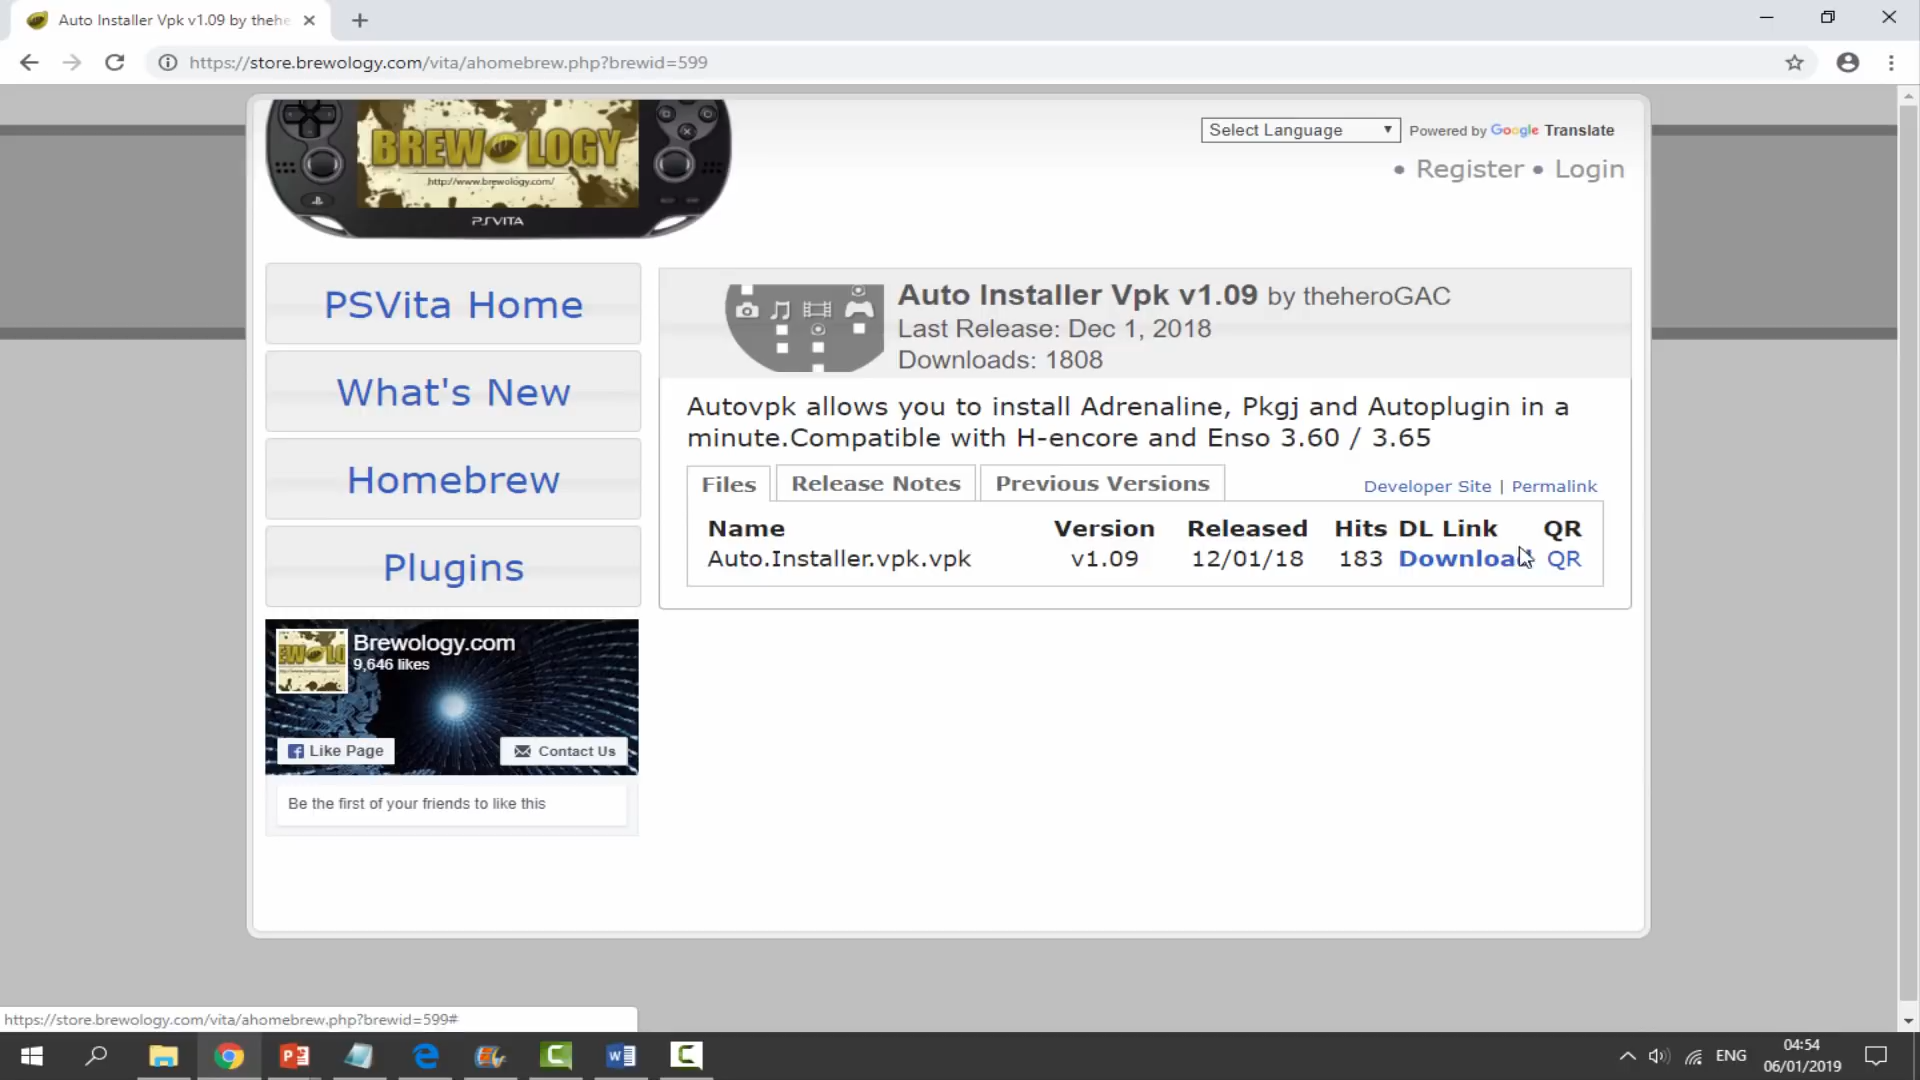 Auto Installer Vpk v1.09 by thehe
https://store.brewology.com/vita/ahomebrew.php?brewid=599
BREWOLOGY
http://www.brewology.com/
PSVITA
Select Language
Powered by Google Translate
• Register • Login
PSVita Home
What's New
Homebrew
Plugins
Auto Installer Vpk v1.09 by theheroGAC
Last Release: Dec 1, 2018
Downloads: 1808
Autovpk allows you to install Adrenaline, Pkgj and Autoplugin in a
minute.Compatible with H-encore and Enso 3.60 / 3.65
Files
Release Notes
Previous Versions
Developer Site | Permalink
Name Version Released Hits DL Link QR
Auto.Installer.vpk.vpk v1.09 12/01/18 183 Download QR
Brewology.com
9,646 likes
Like Page
Contact Us
Be the first of your friends to like this
https://store.brewology.com/vita/ahomebrew.php?brewid=599#
ENG
04:54
06/01/2019